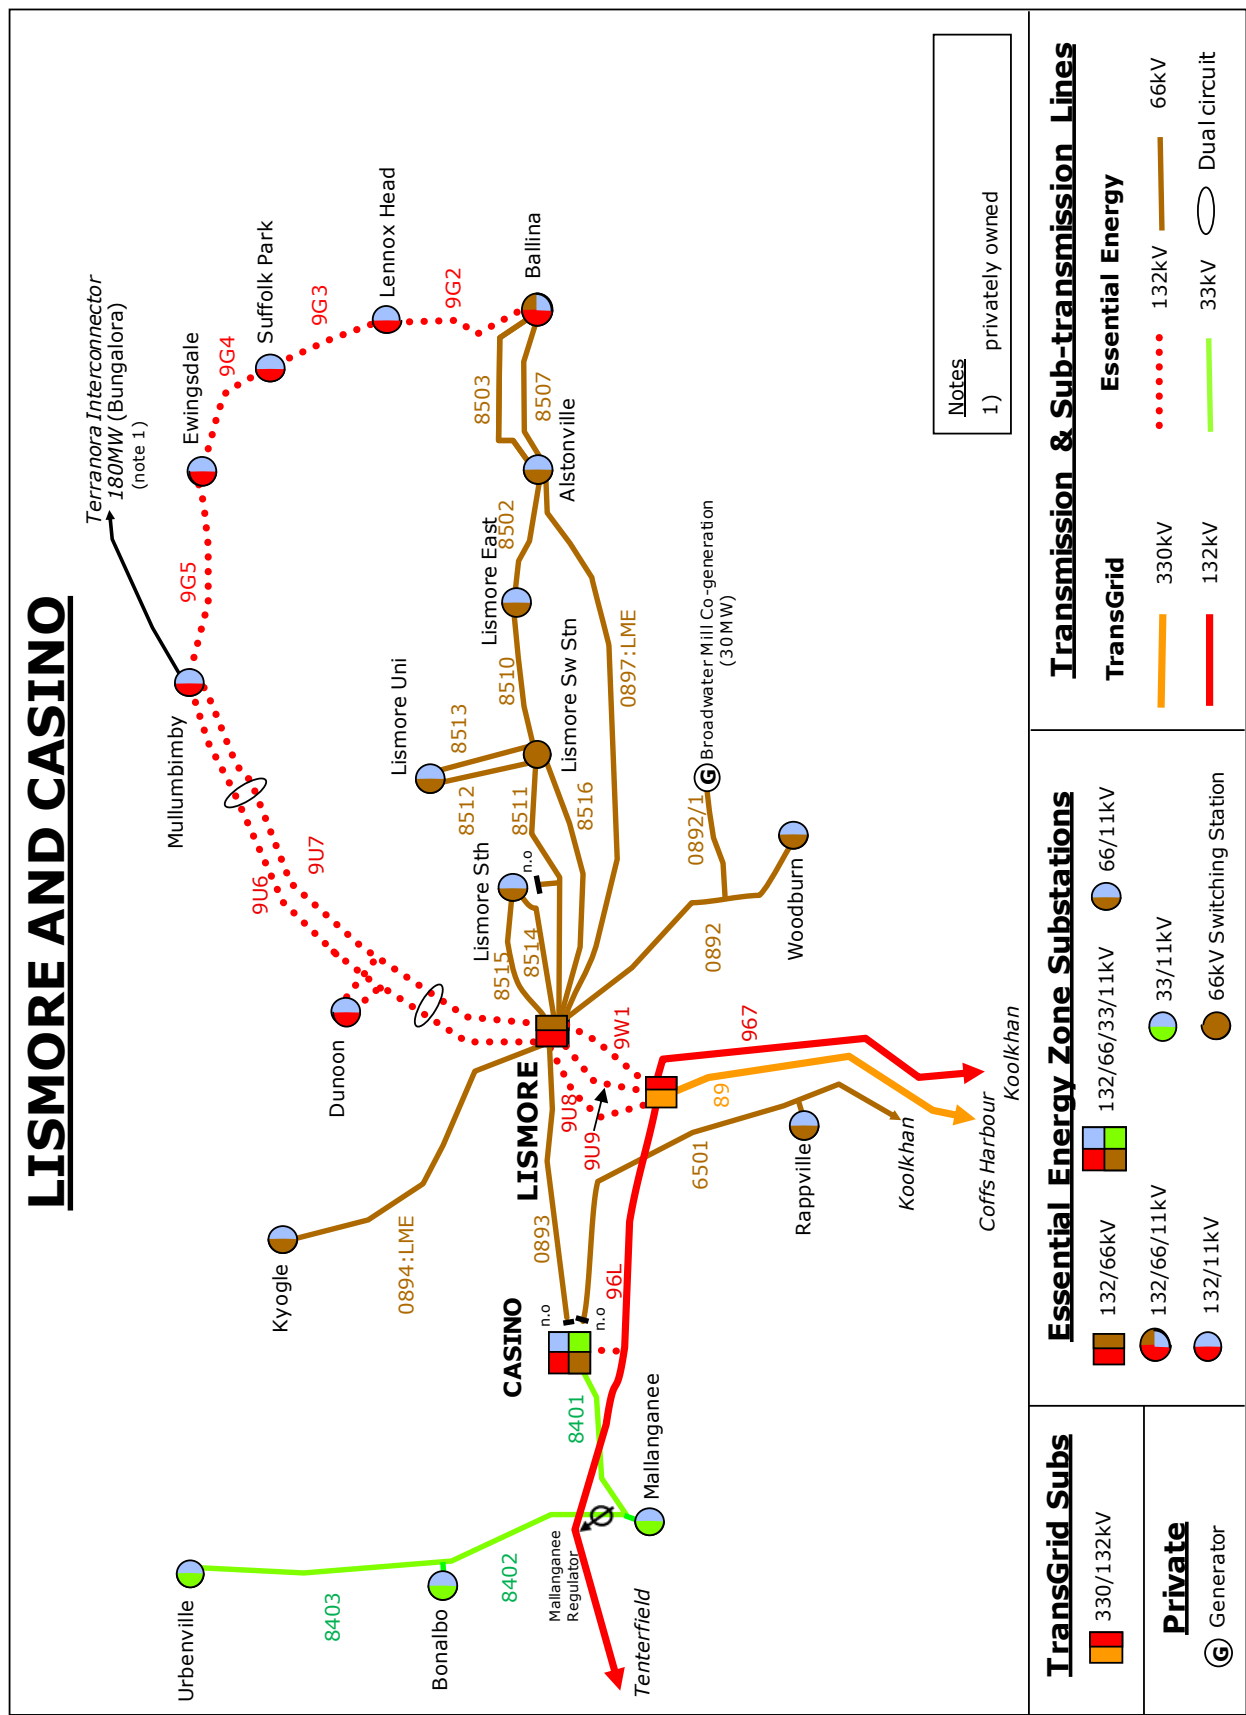 LISMORE AND CASINO
Terranora Interconnector
180MW (Bungalora)
(note 1)
Mullumbimby
9G5
Ewingsdale
9G4
Suffolk Park
9G3
Lennox Head
9G2
Ballina
9U6
9U7
Dunoon
Lismore Uni
8513
8512
8511
8516
8510
Lismore East
8502
8503
8507
Alstonville
Lismore Sw Stn
0897:LME
Lismore Sth
n.o
8515
8514
Broadwater Mill Co-generation
(30MW)
G
0892/1
0892
Woodburn
Urbenville
8403
Bonalbo
8402
Mallanganee
Regulator
Tenterfield
Mallanganee
8401
Kyogle
0894:LME
CASINO
n.o
n.o
0893
96L
LISMORE
9U8
9U9
9W1
967
89
6501
Rappville
Koolkhan
Coffs Harbour
Koolkhan
Notes
1) privately owned
TransGrid Subs
330/132kV
Private
G Generator
Essential Energy Zone Substations
132/66kV
132/66/33/11kV
66/11kV
132/66/11kV
33/11kV
132/11kV
66kV Switching Station
Transmission & Sub-transmission Lines
TransGrid
Essential Energy
330kV
132kV
66kV
132kV
33kV
Dual circuit